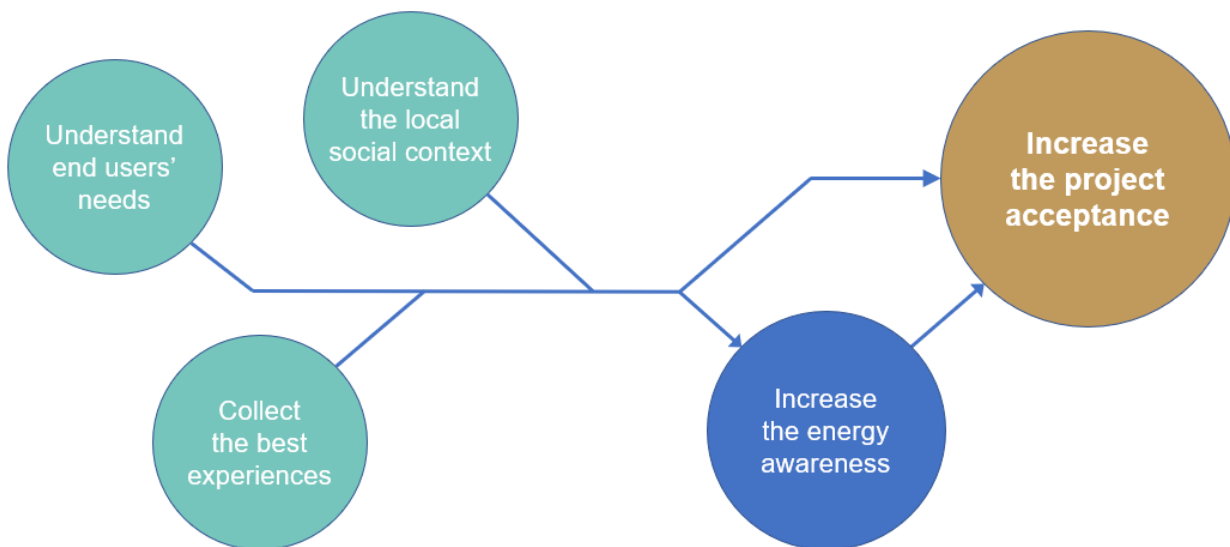 Understand
end users’
needs
Understand
the local
social context
Collect
the best
experiences
Increase
the energy
awareness
Increase
the project
acceptance